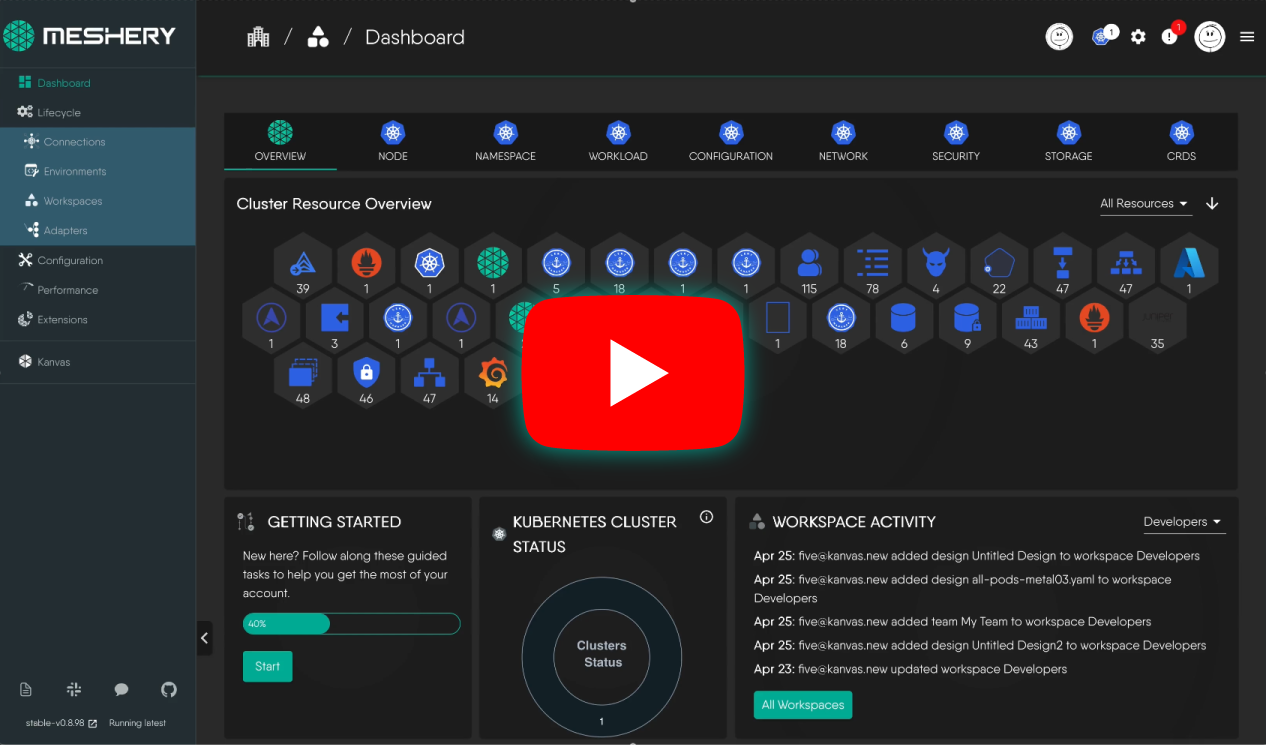 MESHERY
/ / Dashboard
1
1
Dashboard
Lifecycle
Connections
Environments
Workspaces
Adapters
Configuration
Performance
Extensions
Kanvas
OVERVIEW NODE NAMESPACE WORKLOAD CONFIGURATION NETWORK SECURITY STORAGE CRDS
Cluster Resource Overview
All Resources
39 1 1 1 5 18 1 1 115 78 4 22 47 47 1
1 3 1 1 1 18 6 9 43 1 35
48 46 47 14
GETTING STARTED
New here? Follow along these guided
tasks to help you get the most of your
account.
40%
Start
KUBERNETES CLUSTER
STATUS
Clusters
Status
1
WORKSPACE ACTIVITY
Developers
Apr 25: five@kanvas.new added design Untitled Design to workspace Developers
Apr 25: five@kanvas.new added design all-pods-metal03.yaml to workspace
Developers
Apr 25: five@kanvas.new added team My Team to workspace Developers
Apr 25: five@kanvas.new added design Untitled Design2 to workspace Developers
Apr 23: five@kanvas.new updated workspace Developers
All Workspaces
stable-v0.8.98 Running latest